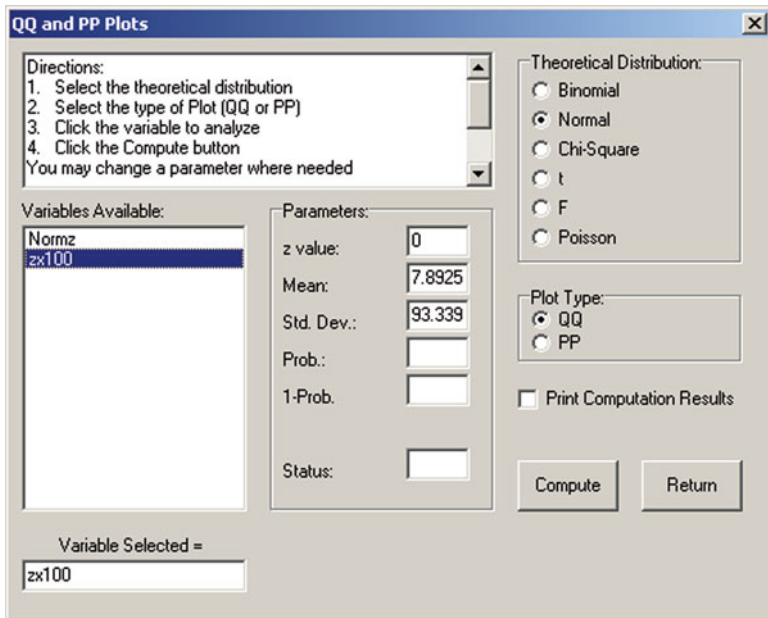 QQ and PP Plots
Directions:
1. Select the theoretical distribution
2. Select the type of Plot (QQ or PP)
3. Click the variable to analyze
4. Click the Compute button
You may change a parameter where needed
Theoretical Distribution:
Binomial
Normal
Chi-Square
t
F
Poisson
Variables Available:
Normz
zx100
Parameters:
z value: 0
Mean: 7.8925
Std. Dev.: 93.339
Prob.:
1-Prob.
Status:
Plot Type:
QQ
PP
Print Computation Results
Compute
Return
Variable Selected =
zx100